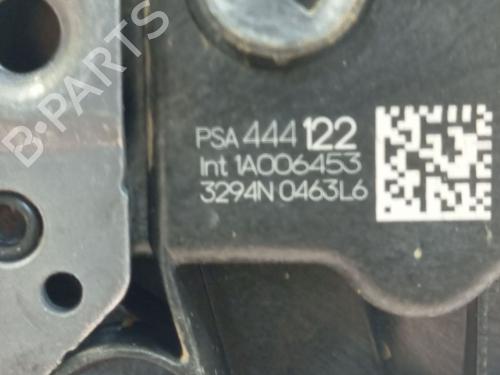 B-PARTS
PSA 444 122
Int 1A006453
3294N 0463L6